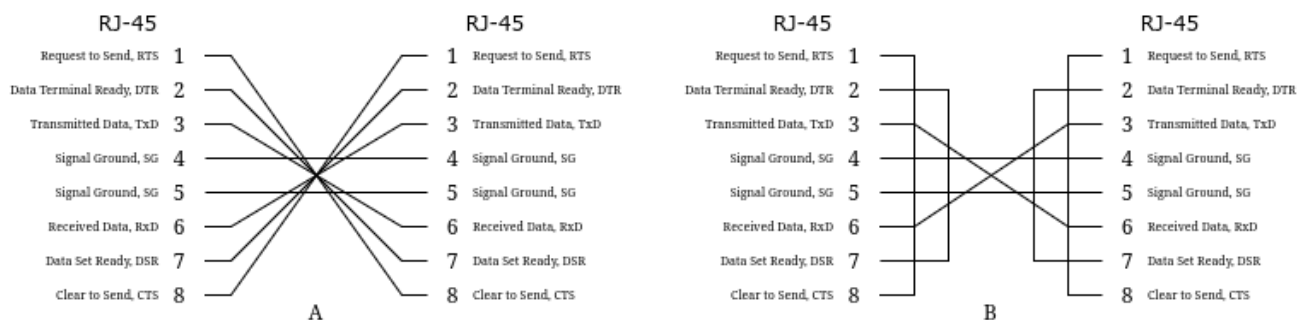 RJ-45 RJ-45 RJ-45 RJ-45
Request to Send, RTS 1 1 Request to Send, RTS Request to Send, RTS 1 1 Request to Send, RTS
Data Terminal Ready, DTR 2 2 Data Terminal Ready, DTR Data Terminal Ready, DTR 2 2 Data Terminal Ready, DTR
Transmitted Data, TxD 3 3 Transmitted Data, TxD Transmitted Data, TxD 3 3 Transmitted Data, TxD
Signal Ground, SG 4 4 Signal Ground, SG Signal Ground, SG 4 4 Signal Ground, SG
Signal Ground, SG 5 5 Signal Ground, SG Signal Ground, SG 5 5 Signal Ground, SG
Received Data, RxD 6 6 Received Data, RxD Received Data, RxD 6 6 Received Data, RxD
Data Set Ready, DSR 7 7 Data Set Ready, DSR Data Set Ready, DSR 7 7 Data Set Ready, DSR
Clear to Send, CTS 8 8 Clear to Send, CTS Clear to Send, CTS 8 8 Clear to Send, CTS
A B